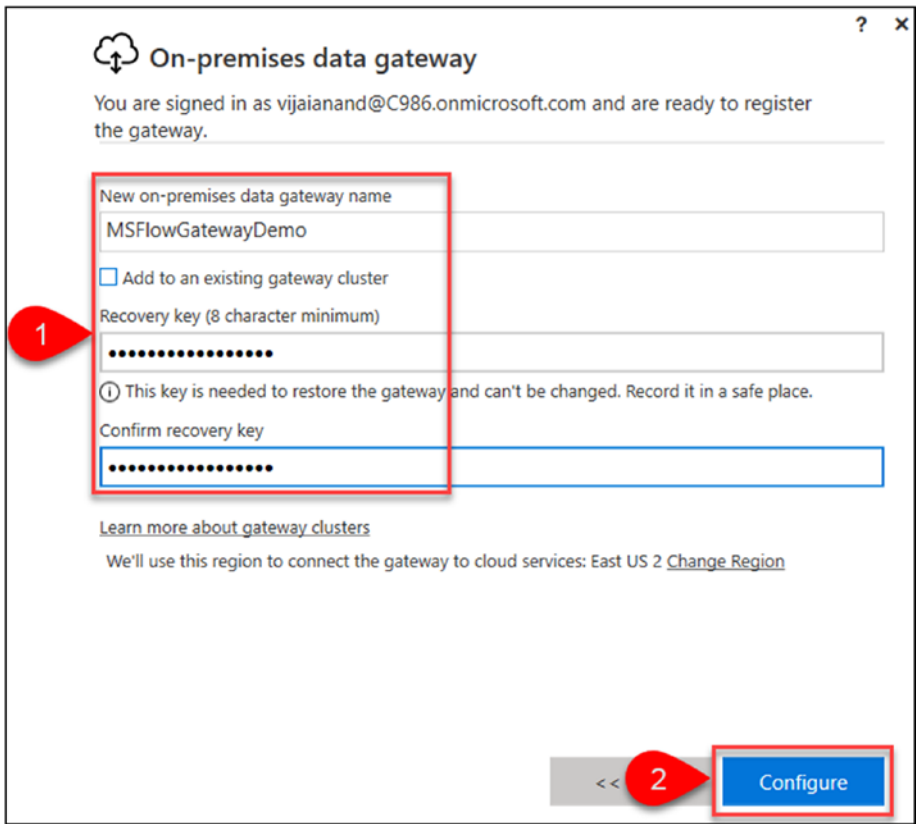 ? ×
On-premises data gateway
You are signed in as vijaianand@C986.onmicrosoft.com and are ready to register
the gateway.
New on-premises data gateway name
MSFlowGatewayDemo
Add to an existing gateway cluster
Recovery key (8 character minimum)
•••••••••••••••••
This key is needed to restore the gateway and can't be changed. Record it in a safe place.
Confirm recovery key
•••••••••••••••••
1
Learn more about gateway clusters
We'll use this region to connect the gateway to cloud services: East US 2 Change Region
<< 2 Configure